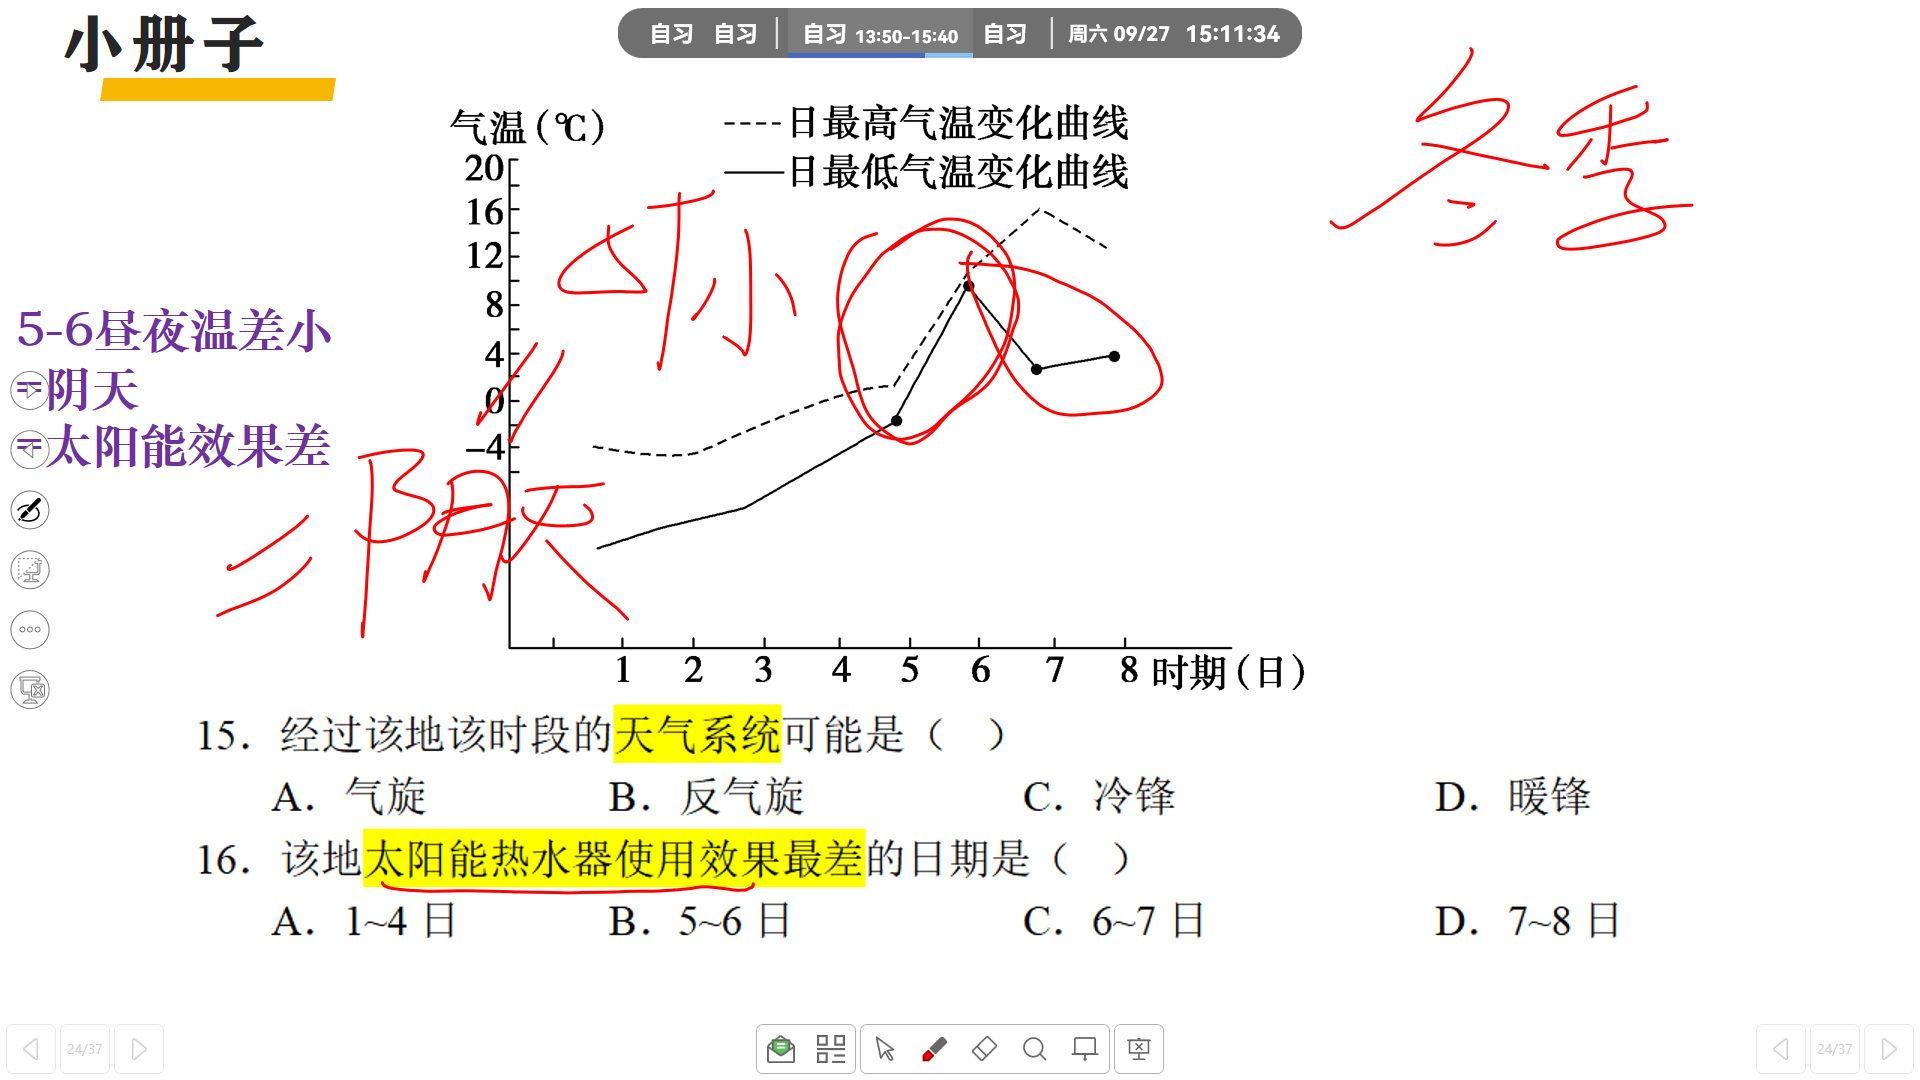 小册子
自习 自习 自习 13:50-15:40 自习 周六 09/27 15:11:34
冬季
气温(℃)
日最高气温变化曲线
日最低气温变化曲线
20
16
12
8
4
0
−4
ΔT小
5-6昼夜温差小
=阴天
=太阳能效果差
阴天
1 2 3 4 5 6 7 8 时期(日)
15. 经过该地该时段的天气系统可能是（ ）
A. 气旋 B. 反气旋 C. 冷锋 D. 暖锋
16. 该地太阳能热水器使用效果最差的日期是（ ）
A. 1~4 日 B. 5~6 日 C. 6~7 日 D. 7~8 日
24/37 24/37